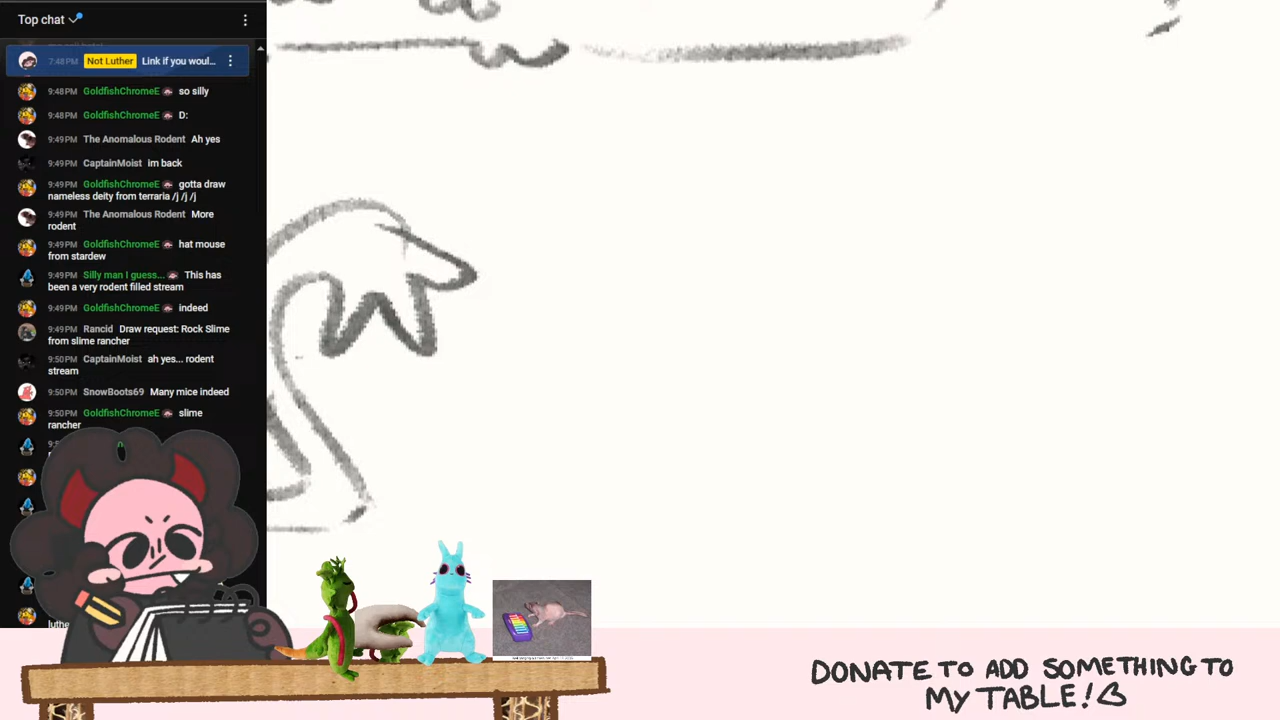 Top chat
7:48PM Not Luther Link if you woul...
9:48PM GoldfishChromeE so silly
9:48PM GoldfishChromeE D:
9:49PM The Anomalous Rodent Ah yes
9:49PM CaptainMoist im back
9:49PM GoldfishChromeE gotta draw
nameless deity from terraria /j /j /j
9:49PM The Anomalous Rodent More
rodent
9:49PM GoldfishChromeE hat mouse
from stardew
9:49PM Silly man I guess... This has
been a very rodent filled stream
9:49PM GoldfishChromeE indeed
9:49PM Rancid Draw request: Rock Slime
from slime rancher
9:50PM CaptainMoist ah yes... rodent
stream
9:50PM SnowBoots69 Many mice indeed
9:50PM GoldfishChromeE slime
rancher
DONATE TO ADD SOMETHING TO
MY TABLE!